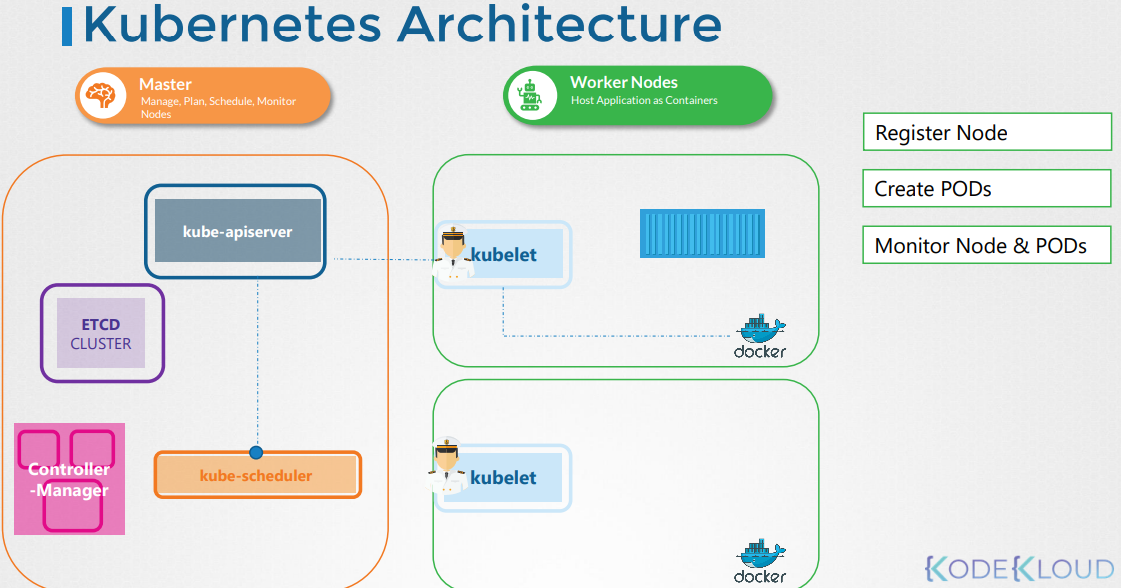 Kubernetes Architecture
Master
Manage, Plan, Schedule, Monitor
Nodes
Worker Nodes
Host Application as Containers
Register Node
Create PODs
Monitor Node & PODs
kube-apiserver
kubelet
ETCD
CLUSTER
docker
Controller
-Manager
kube-scheduler
kubelet
docker
KODEKLOUD